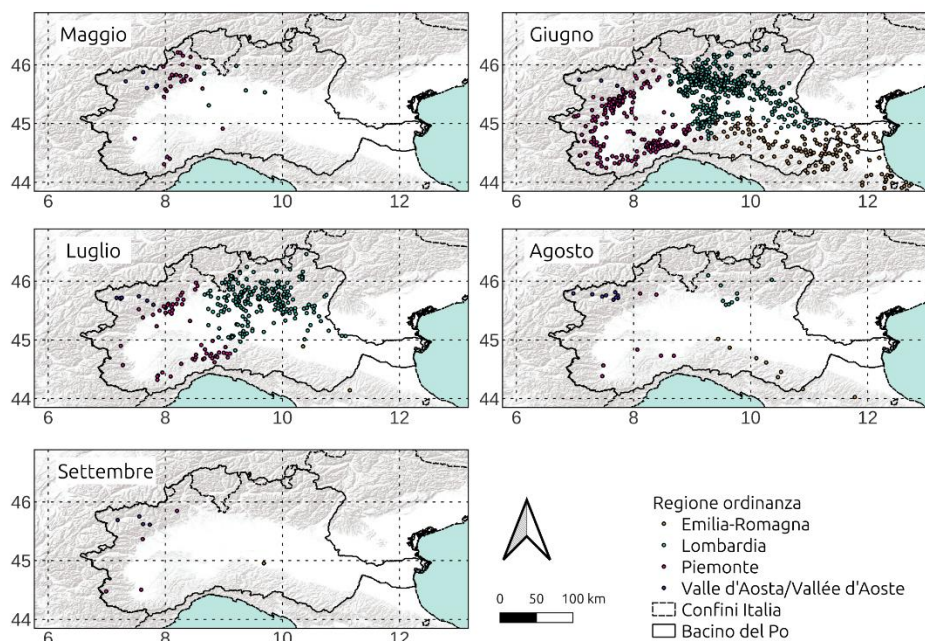 Maggio
46
45
44
6 8 10 12
Giugno
46
45
44
6 8 10 12
Luglio
46
45
44
6 8 10 12
Agosto
46
45
44
6 8 10 12
Settembre
46
45
44
6 8 10 12
0 50 100 km
Regione ordinanza
Emilia-Romagna
Lombardia
Piemonte
Valle d'Aosta/Vallée d'Aoste
Confini Italia
Bacino del Po